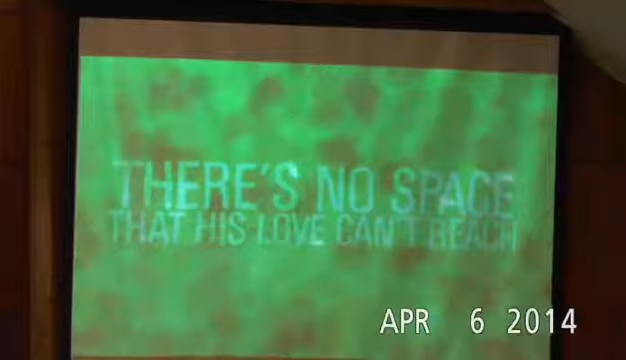 THERE'S NO SPACE
THAT HIS LOVE CAN'T REACH
APR 6 2014